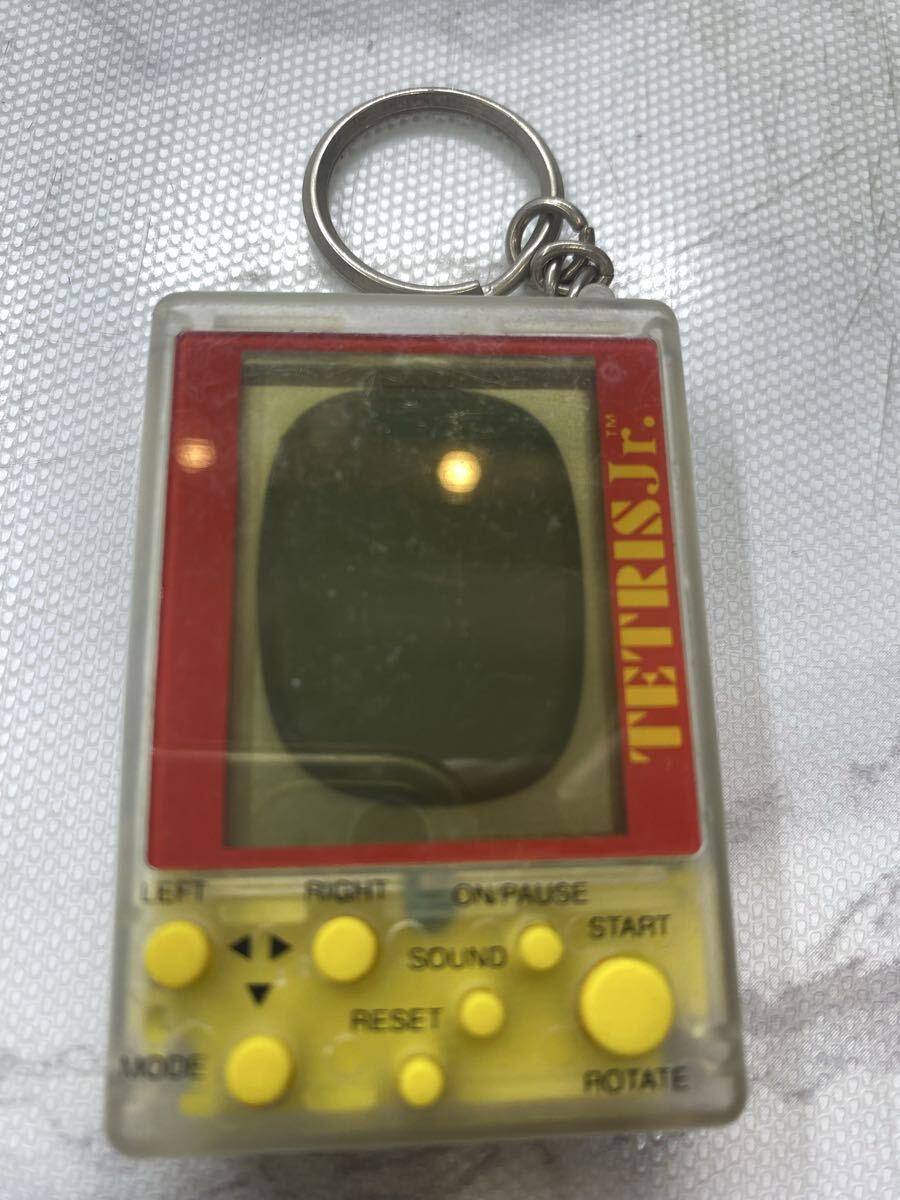 TETRIS Jr.™
LEFT
RIGHT
ON/PAUSE
START
SOUND
RESET
MODE
ROTATE